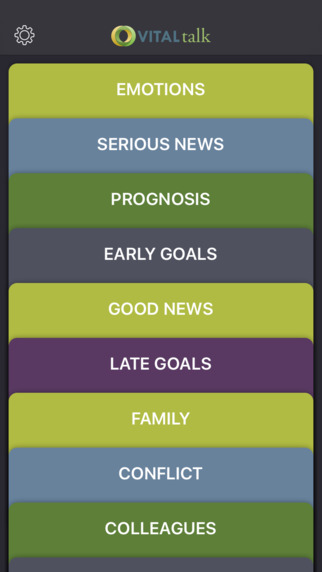 VITALtalk
EMOTIONS
SERIOUS NEWS
PROGNOSIS
EARLY GOALS
GOOD NEWS
LATE GOALS
FAMILY
CONFLICT
COLLEAGUES